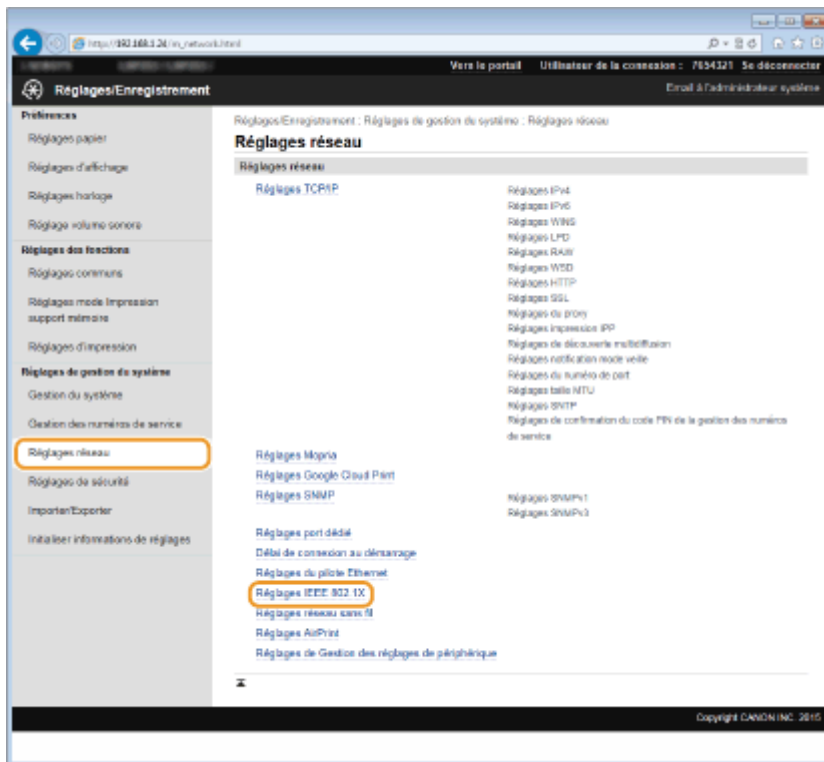 http://192.168.1.24/m_network.html
Vers le portail Utilisateur de la connexion : 7654321 Se déconnecter
Réglages/Enregistrement
Email à l'administrateur système
Préférences
Réglages papier
Réglages d'affichage
Réglages horloge
Réglage volume sonore
Réglages des fonctions
Réglages communs
Réglages mode Impression
support mémoire
Réglages d'impression
Réglages de gestion du système
Gestion du système
Gestion des numéros de service
Réglages réseau
Réglages de sécurité
Importer/Exporter
Initialiser informations de réglages
Réglages/Enregistrement : Réglages de gestion du système : Réglages réseau
Réglages réseau
Réglages réseau
Réglages TCP/IP
Réglages IPv4
Réglages IPv6
Réglages WINS
Réglages LPD
Réglages RAW
Réglages WSD
Réglages HTTP
Réglages SSL
Réglages du proxy
Réglages impression IPP
Réglages de découverte multidiffusion
Réglages notification mode veille
Réglages du numéro de port
Réglages taille MTU
Réglages SNTP
Réglages de confirmation du code PIN de la gestion des numéros
de service
Réglages Mopria
Réglages Google Cloud Print
Réglages SNMP
Réglages SNMPv1
Réglages SNMPv3
Réglages port dédié
Délai de connexion au démarrage
Réglages du pilote Ethernet
Réglages IEEE 802.1X
Réglages réseau sans fil
Réglages AirPrint
Réglages de Gestion des réglages de périphérique
Copyright CANON INC. 2015